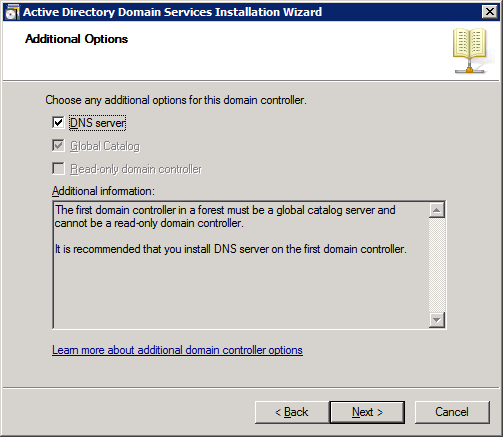 Active Directory Domain Services Installation Wizard
Additional Options
Choose any additional options for this domain controller.
DNS server
Global Catalog
Read-only domain controller
Additional information:
The first domain controller in a forest must be a global catalog server and
cannot be a read-only domain controller.
It is recommended that you install DNS server on the first domain controller.
Learn more about additional domain controller options
< Back
Next >
Cancel